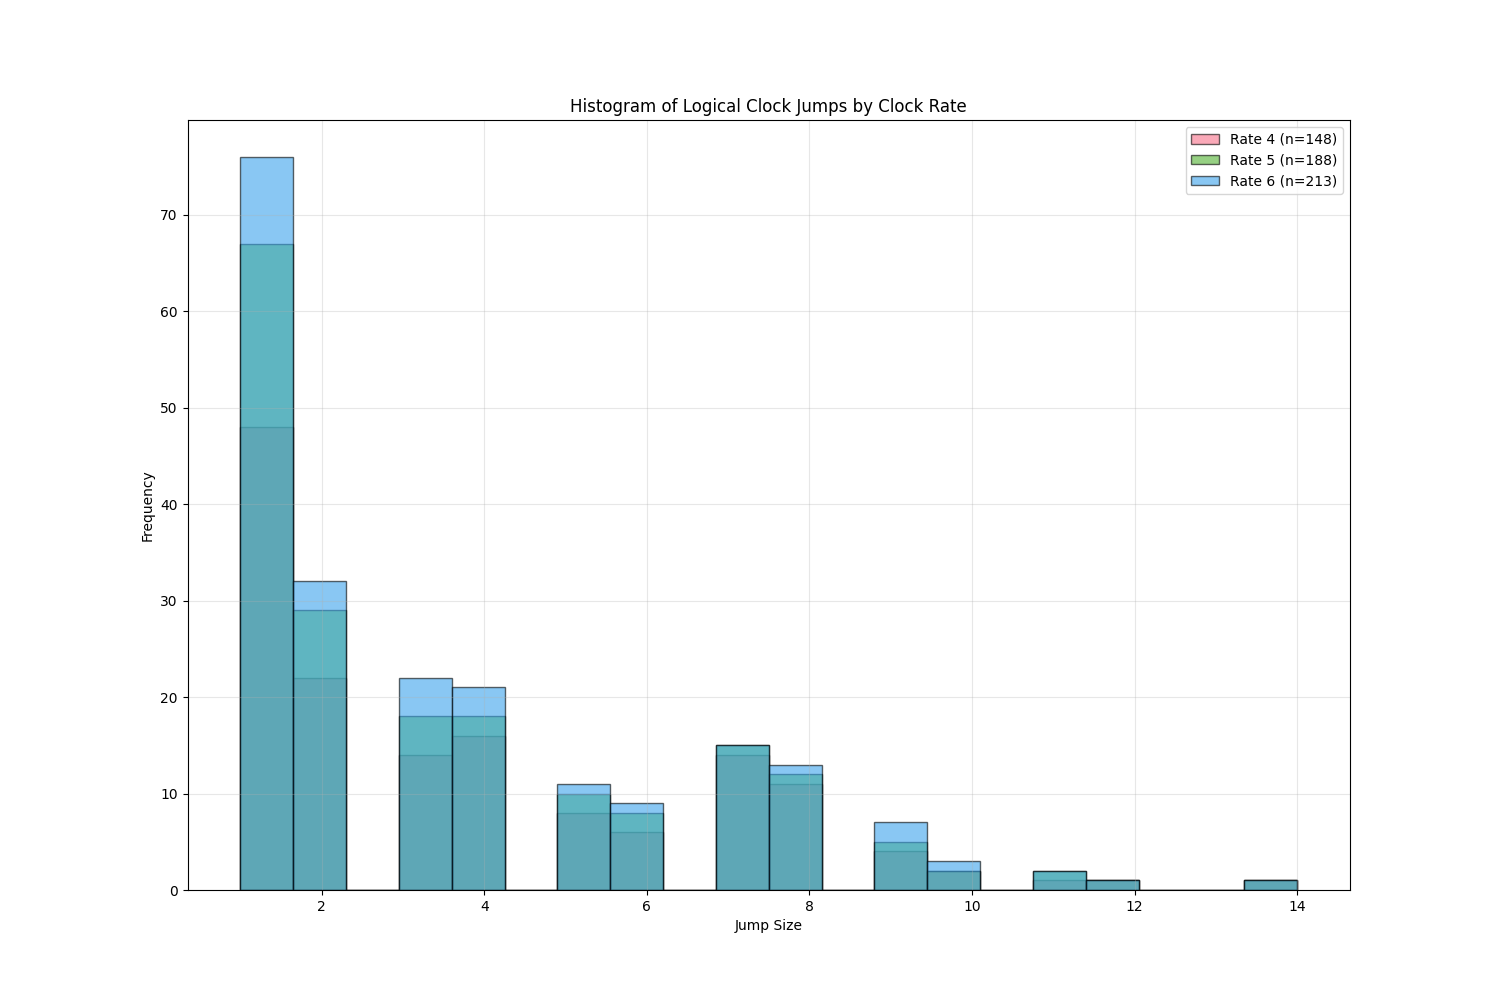 Histogram of Logical Clock Jumps by Clock Rate
Rate 4 (n=148)
Rate 5 (n=188)
Rate 6 (n=213)
70
60
50
40
30
20
10
0
Frequency
2 4 6 8 10 12 14
Jump Size